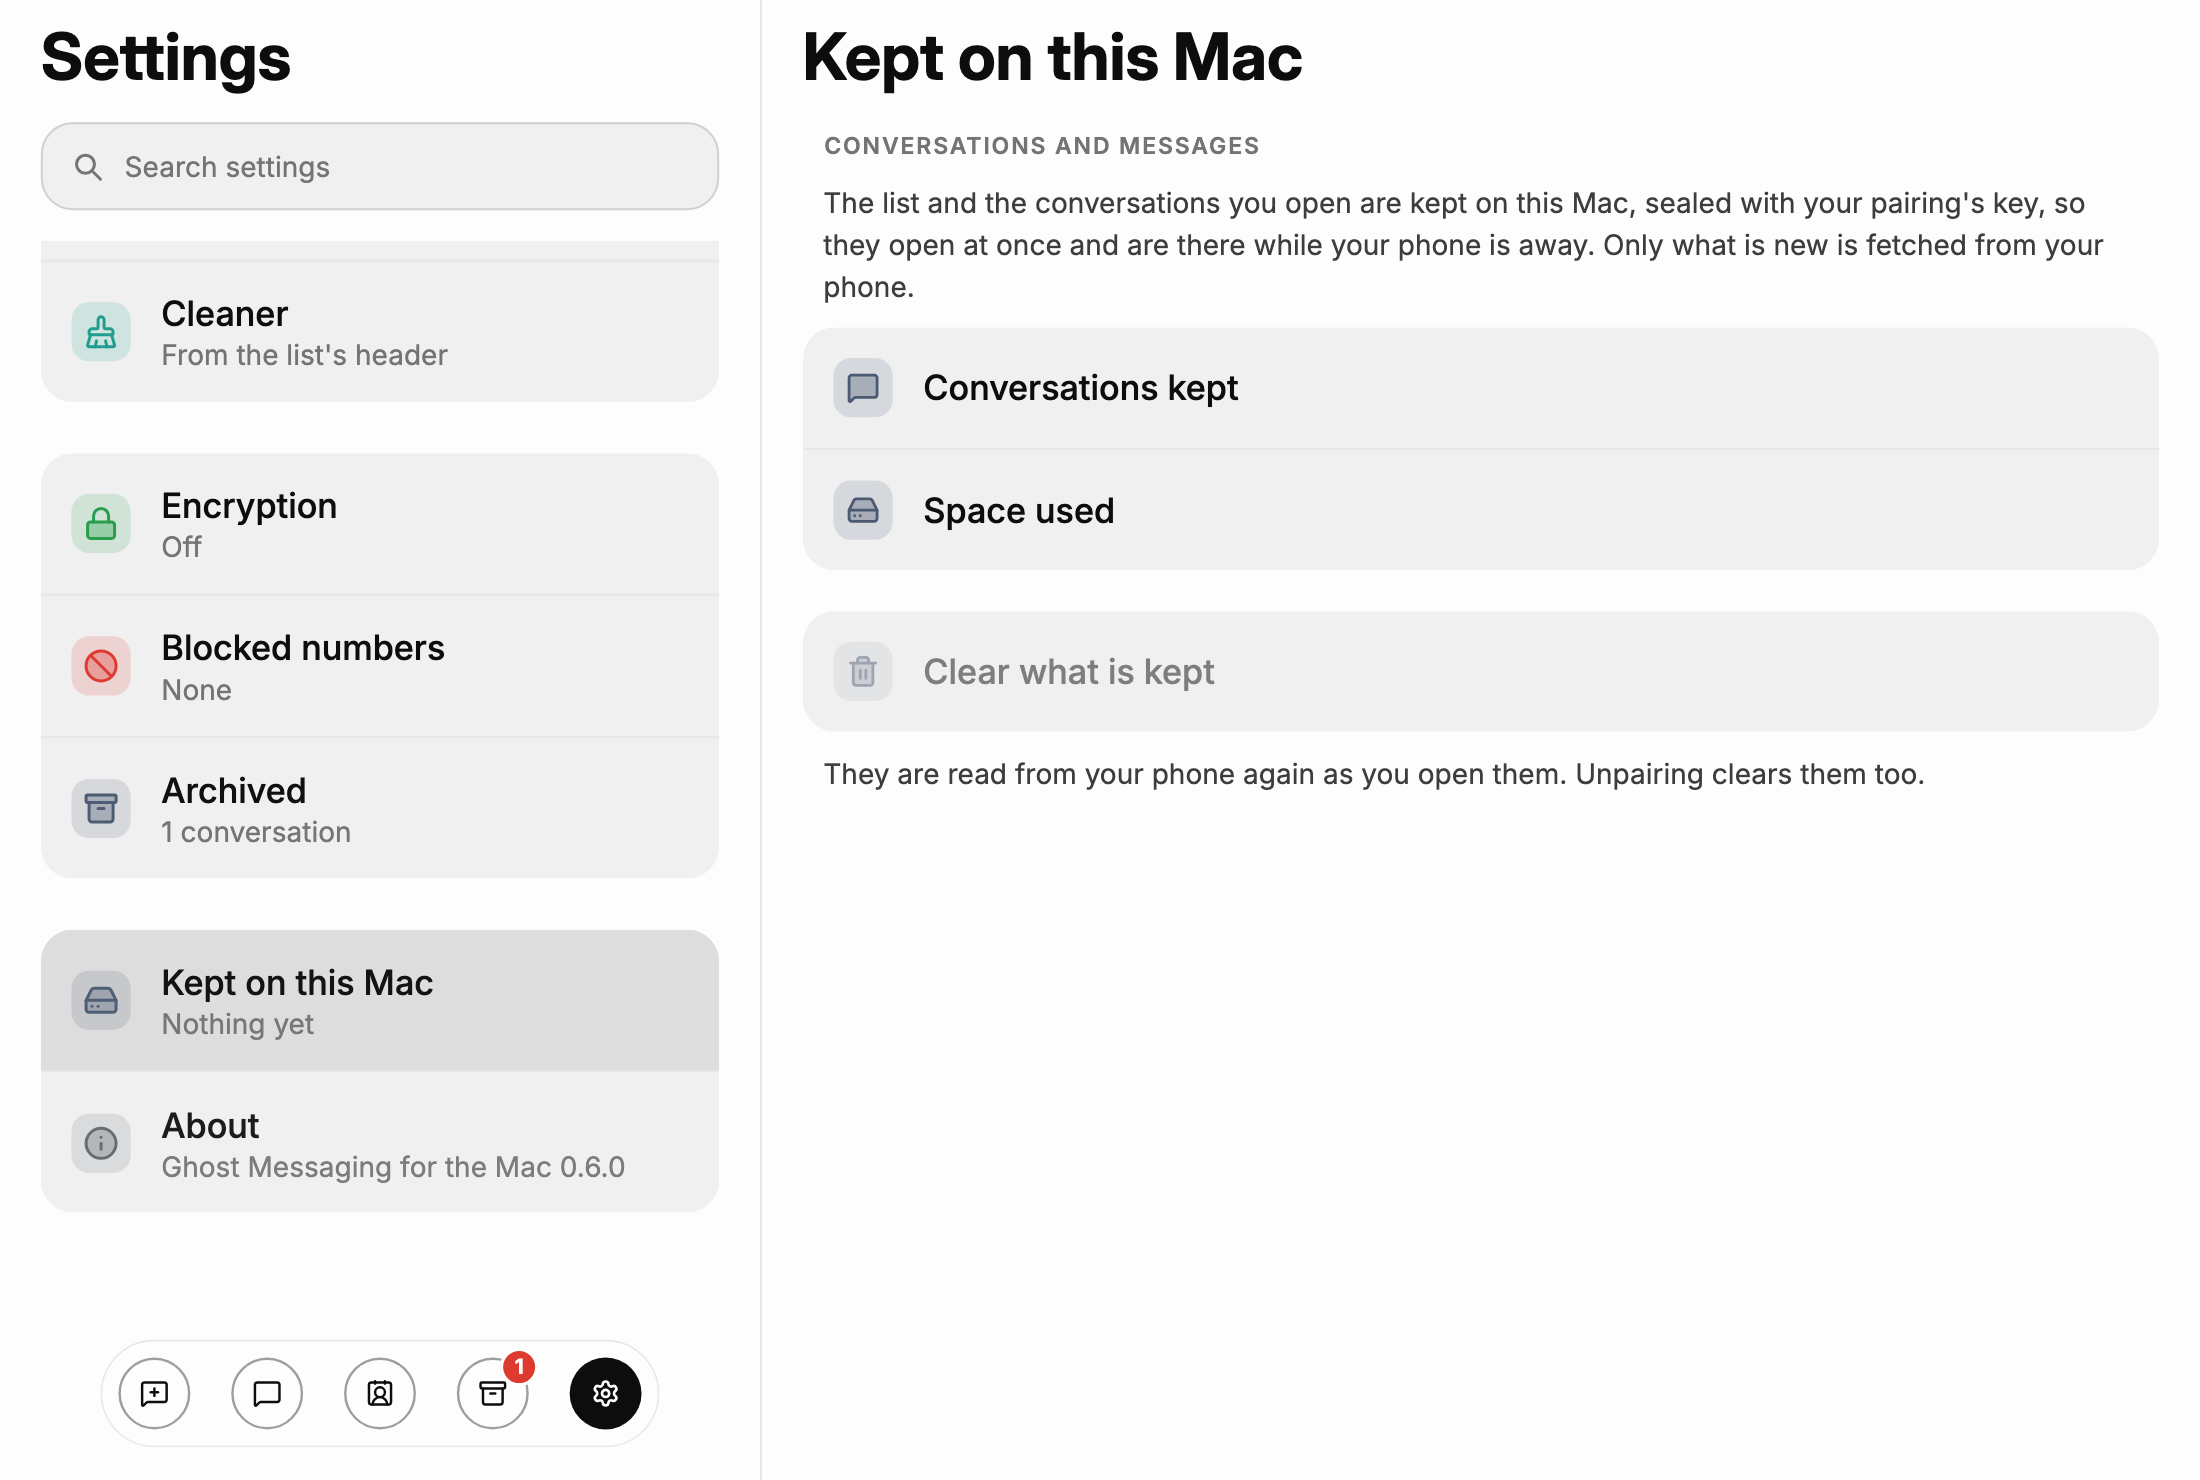 Settings
Search settings
Cleaner
From the list's header
Encryption
Off
Blocked numbers
None
Archived
1 conversation
Kept on this Mac
Nothing yet
About
Ghost Messaging for the Mac 0.6.0
1
Kept on this Mac
CONVERSATIONS AND MESSAGES
The list and the conversations you open are kept on this Mac, sealed with your pairing's key, so
they open at once and are there while your phone is away. Only what is new is fetched from your
phone.
Conversations kept
Space used
Clear what is kept
They are read from your phone again as you open them. Unpairing clears them too.